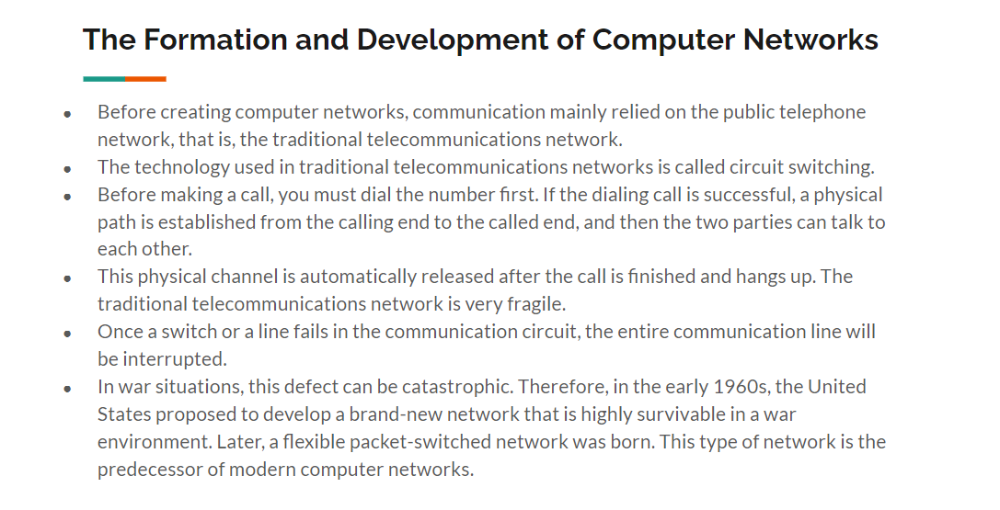 The Formation and Development of Computer Networks
● Before creating computer networks, communication mainly relied on the public telephone
network, that is, the traditional telecommunications network.
● The technology used in traditional telecommunications networks is called circuit switching.
● Before making a call, you must dial the number first. If the dialing call is successful, a physical
path is established from the calling end to the called end, and then the two parties can talk to
each other.
● This physical channel is automatically released after the call is finished and hangs up. The
traditional telecommunications network is very fragile.
● Once a switch or a line fails in the communication circuit, the entire communication line will
be interrupted.
● In war situations, this defect can be catastrophic. Therefore, in the early 1960s, the United
States proposed to develop a brand-new network that is highly survivable in a war
environment. Later, a flexible packet-switched network was born. This type of network is the
predecessor of modern computer networks.